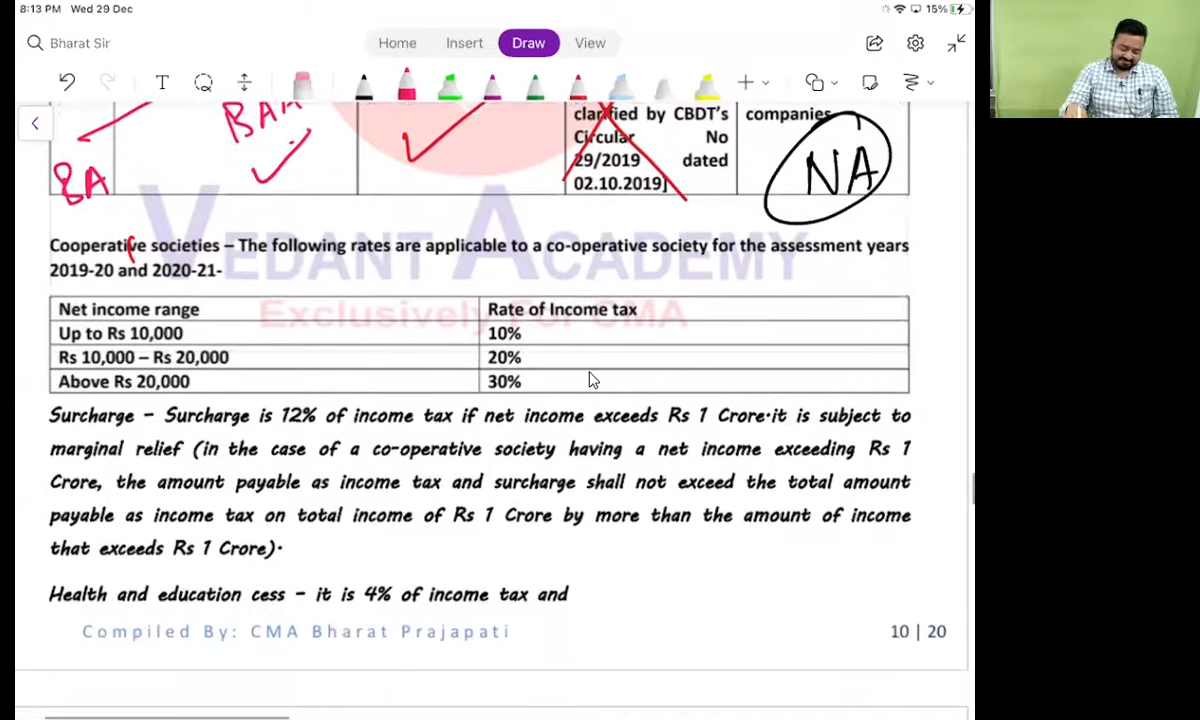 8:13 PM Wed 29 Dec
15%
Bharat Sir
Home Insert Draw View
T
BAM
BA
clarified by CBDT's
Circular No
29/2019 dated
02.10.2019]
companies
NA
VEDANT ACADEMY
Exclusively For CMA
Cooperative societies – The following rates are applicable to a co-operative society for the assessment years
2019-20 and 2020-21-
Net income range Rate of Income tax
Up to Rs 10,000 10%
Rs 10,000 – Rs 20,000 20%
Above Rs 20,000 30%
Surcharge – Surcharge is 12% of income tax if net income exceeds Rs 1 Crore·it is subject to
marginal relief (in the case of a co-operative society having a net income exceeding Rs 1
Crore, the amount payable as income tax and surcharge shall not exceed the total amount
payable as income tax on total income of Rs 1 Crore by more than the amount of income
that exceeds Rs 1 Crore)·
Health and education cess – it is 4% of income tax and
Compiled By: CMA Bharat Prajapati
10 | 20